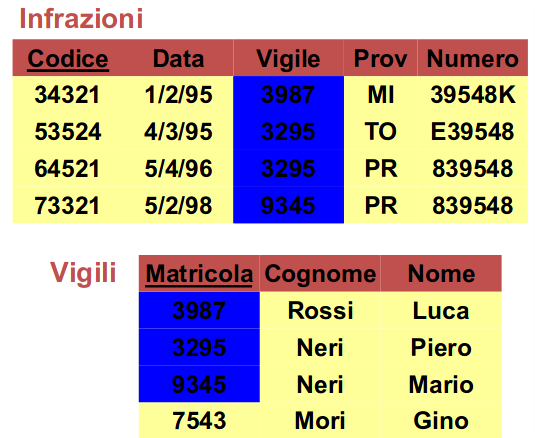 Infrazioni
Codice Data Vigile Prov Numero
34321 1/2/95 3987 MI 39548K
53524 4/3/95 3295 TO E39548
64521 5/4/96 3295 PR 839548
73321 5/2/98 9345 PR 839548
Vigili Matricola Cognome Nome
3987 Rossi Luca
3295 Neri Piero
9345 Neri Mario
7543 Mori Gino